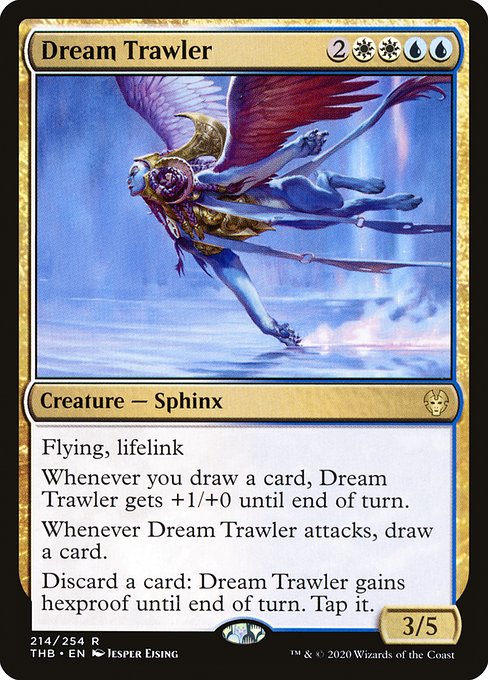 Dream Trawler 2
Creature — Sphinx
Flying, lifelink
Whenever you draw a card, Dream
Trawler gets +1/+0 until end of turn.
Whenever Dream Trawler attacks, draw
a card.
Discard a card: Dream Trawler gains
hexproof until end of turn. Tap it.
3/5
214/254 R
THB • EN Jesper Eising
™ & © 2020 Wizards of the Coast